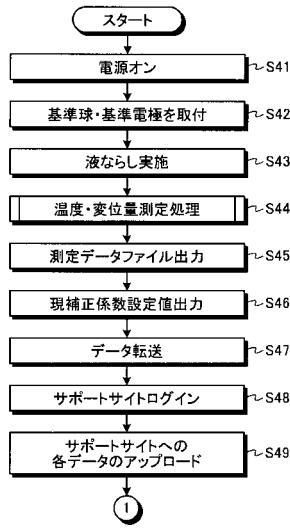 スタート
電源オン
S41
基準球・基準電極を取付
S42
液ならし実施
S43
温度・変位量測定処理
S44
測定データファイル出力
S45
現補正係数設定値出力
S46
データ転送
S47
サポートサイトログイン
S48
サポートサイトへの
各データのアップロード
S49
1